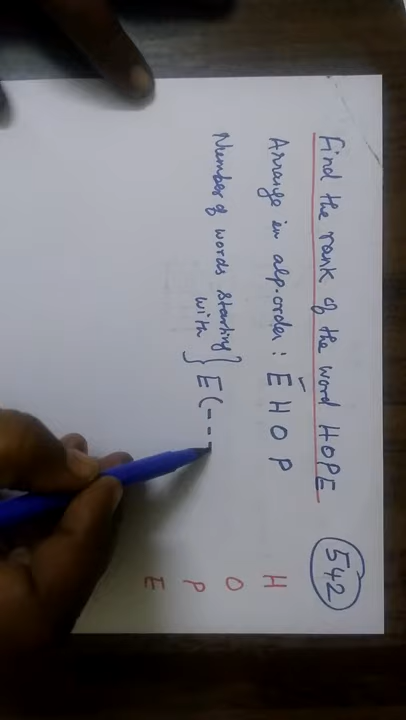 Find the rank of the word HOPE
542
Arrange in alp.order : E H O P
Number of words starting with } E ( - - -
H
O
P
E